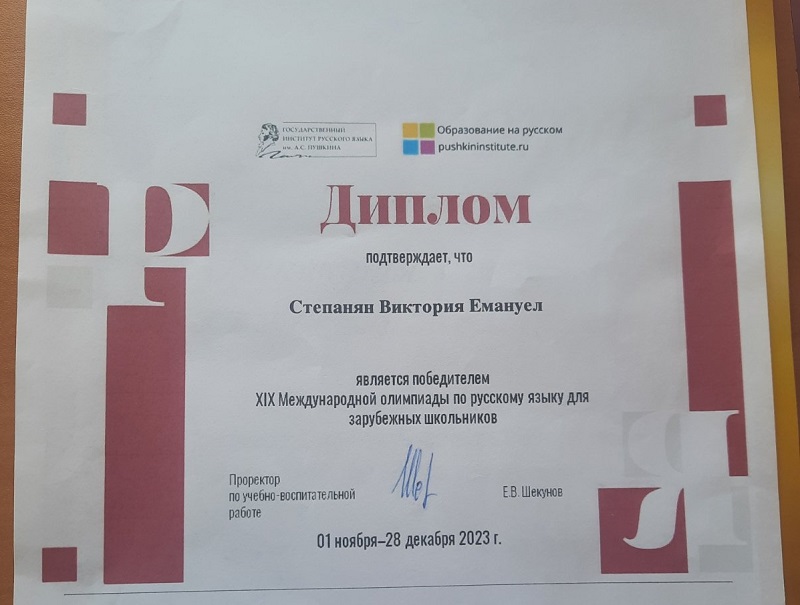 ГОСУДАРСТВЕННЫЙ
ИНСТИТУТ РУССКОГО ЯЗЫКА
им. А.С. ПУШКИНА
Образование на русском
pushkininstitute.ru
Диплом
подтверждает, что
Степанян Виктория Емануел
является победителем
XIX Международной олимпиады по русскому языку для
зарубежных школьников
Проректор
по учебно-воспитательной
работе
Е.В. Шекунов
01 ноября–28 декабря 2023 г.